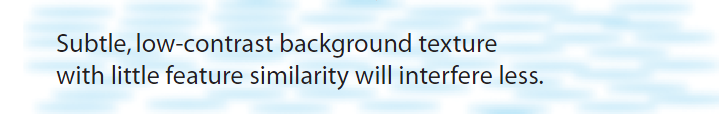 Subtle, low-contrast background texture
with little feature similarity will interfere less.